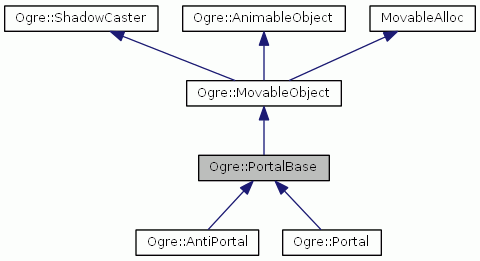 Ogre::ShadowCaster
Ogre::AnimableObject
MovableAlloc
Ogre::MovableObject
Ogre::PortalBase
Ogre::AntiPortal
Ogre::Portal